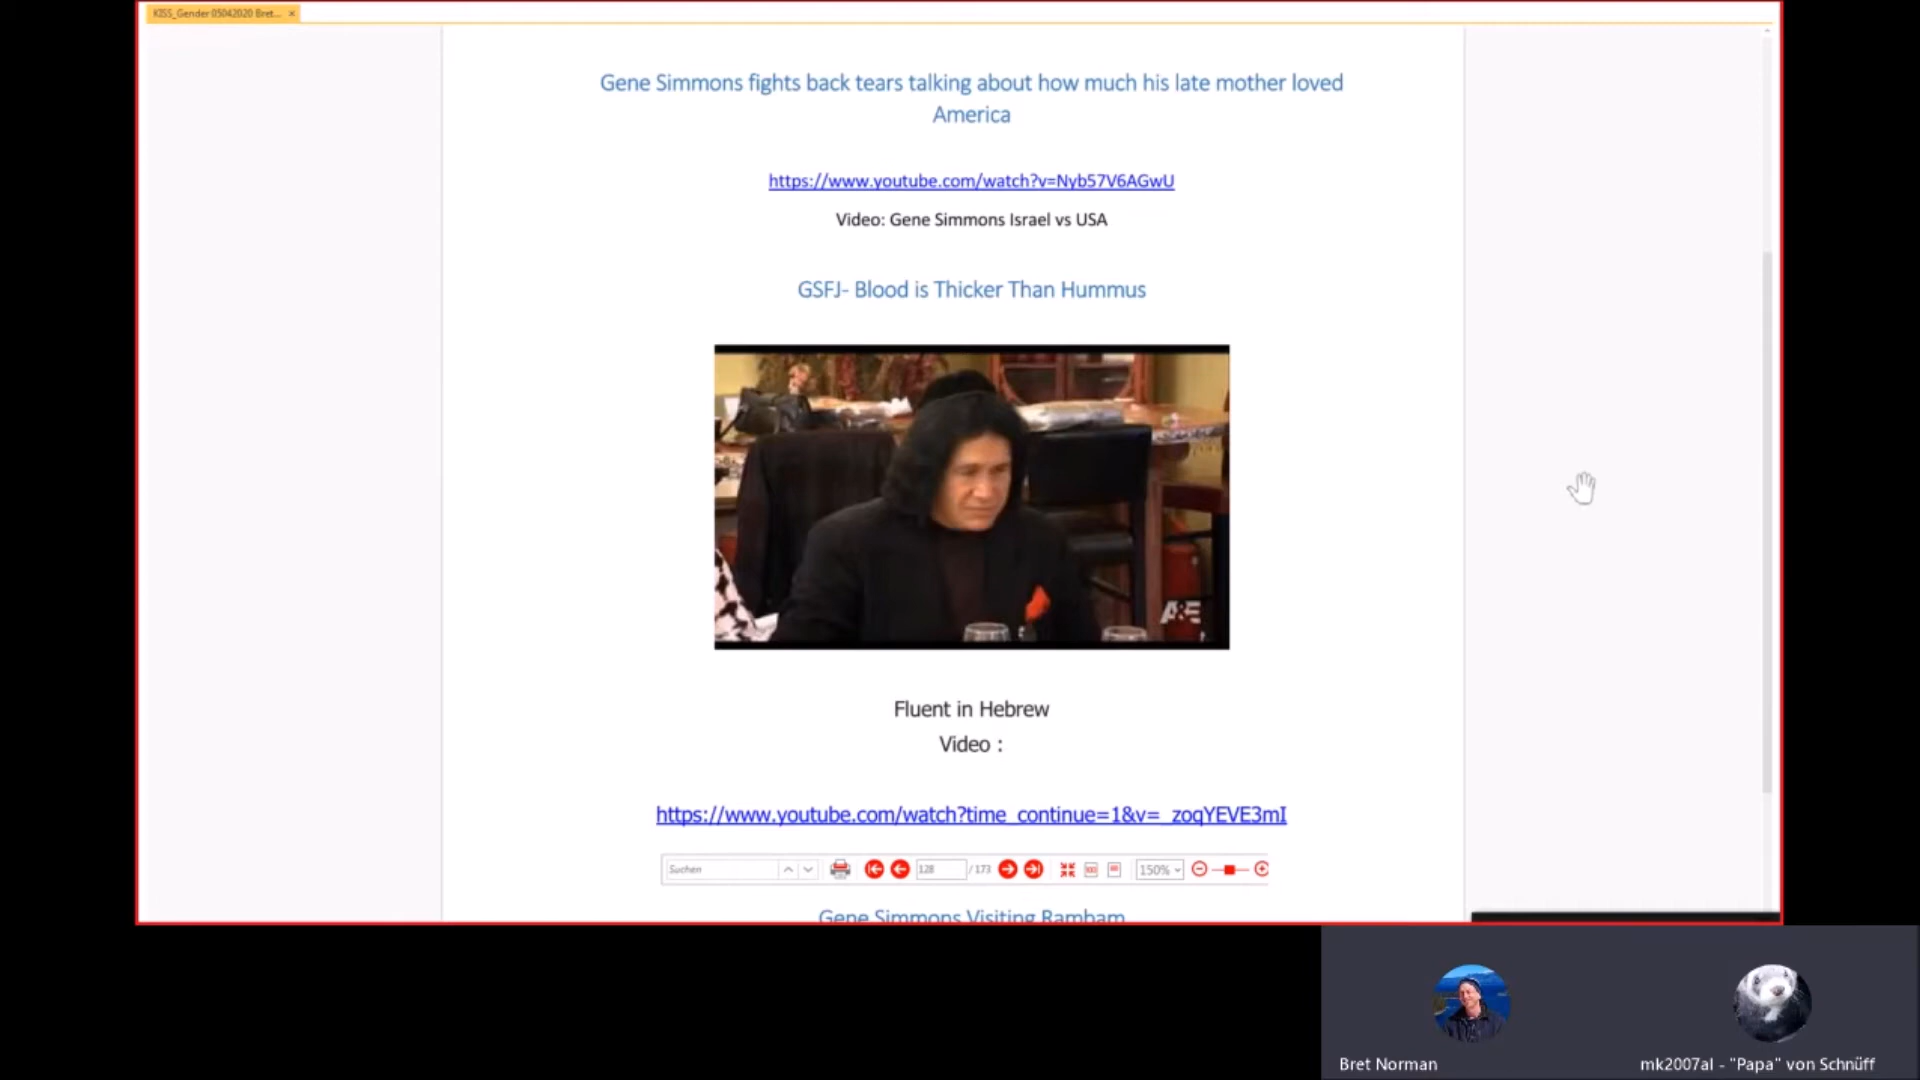 KISS_Gender 05042020 Bret... ×
Gene Simmons fights back tears talking about how much his late mother loved
America
https://www.youtube.com/watch?v=Nyb57V6AGwU
Video: Gene Simmons Israel vs USA
GSFJ- Blood is Thicker Than Hummus
A&E
Fluent in Hebrew
Video :
https://www.youtube.com/watch?time_continue=1&v=_zoqYEVE3mI
Suchen 128 / 173 150%
Gene Simmons Visiting Rambam
Bret Norman
mk2007al - "Papa" von Schnüff